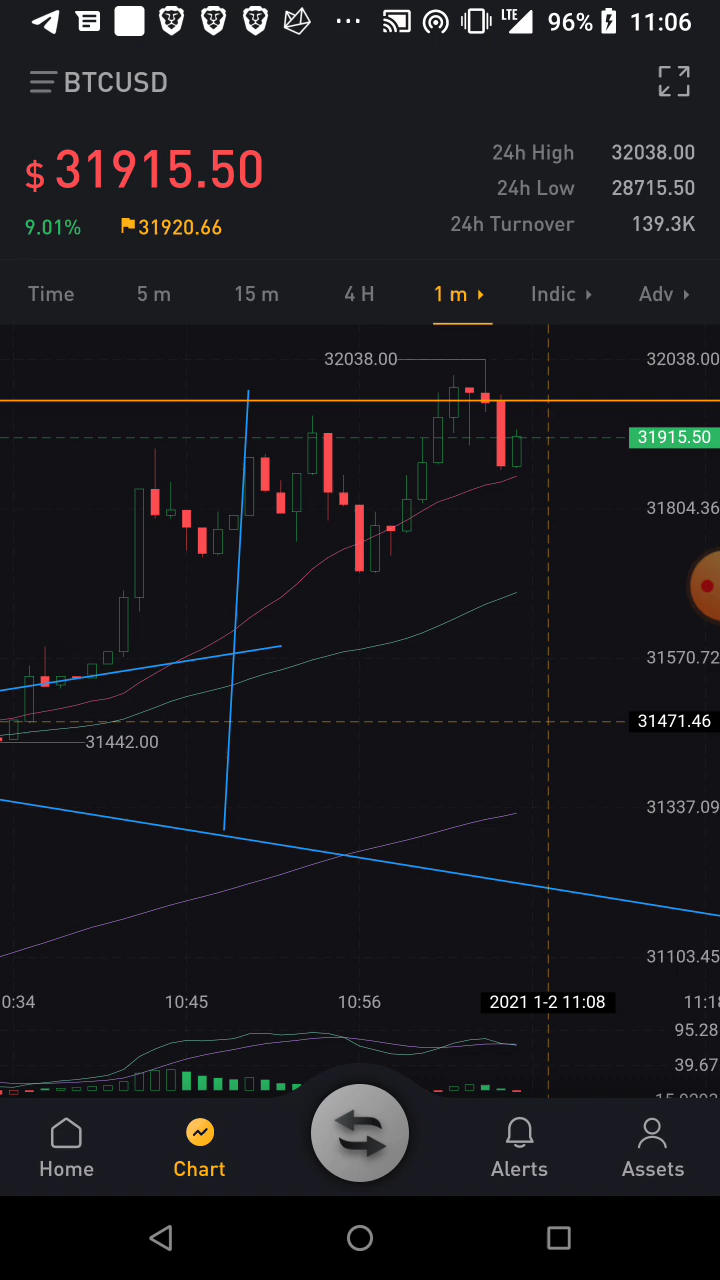 LTE 96% 11:06
BTCUSD
$ 31915.50
24h High 32038.00
24h Low 28715.50
9.01% 31920.66
24h Turnover 139.3K
Time 5 m 15 m 4 H 1 m Indic Adv
32038.00 32038.00
31915.50
31804.36
31570.72
31471.46
31442.00
31337.09
31103.45
0:34 10:45 10:56 2021 1-2 11:08 11:18
95.28
39.67
Home Chart Alerts Assets